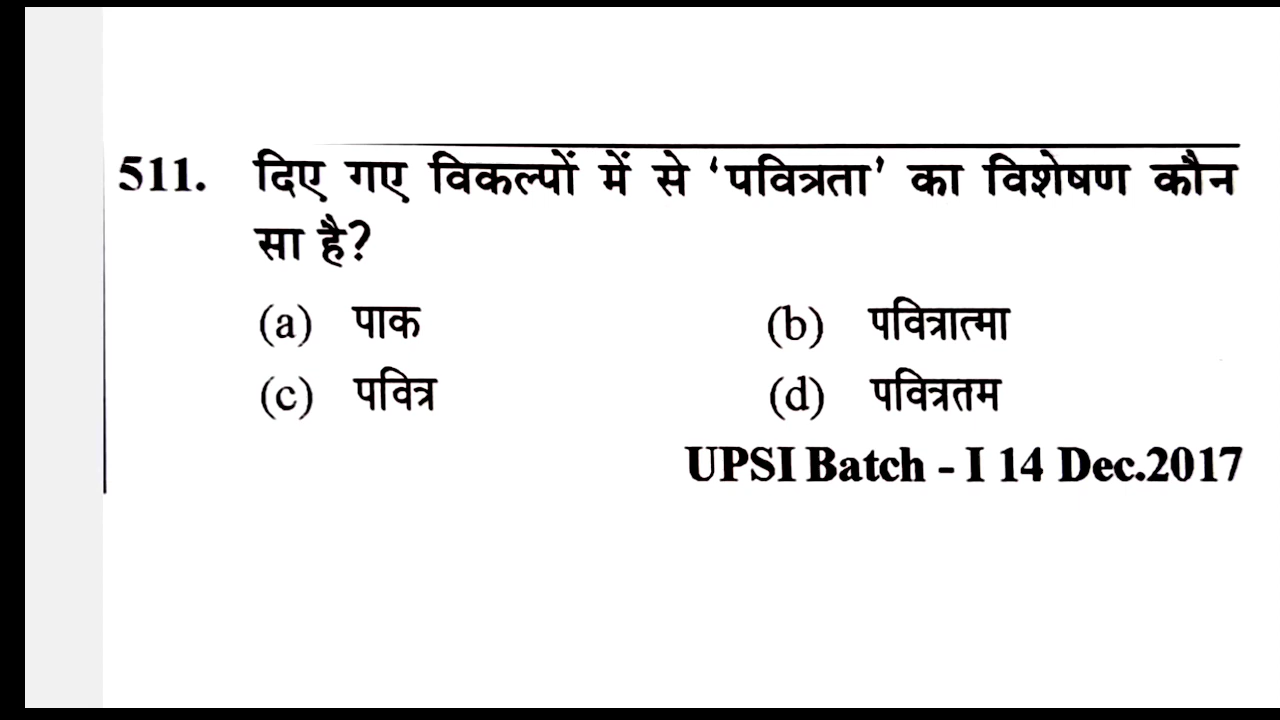 511. दिए गए विकल्पों में से 'पवित्रता' का विशेषण कौन
सा है?
(a) पाक (b) पवित्रात्मा
(c) पवित्र (d) पवित्रतम
UPSI Batch - I 14 Dec.2017